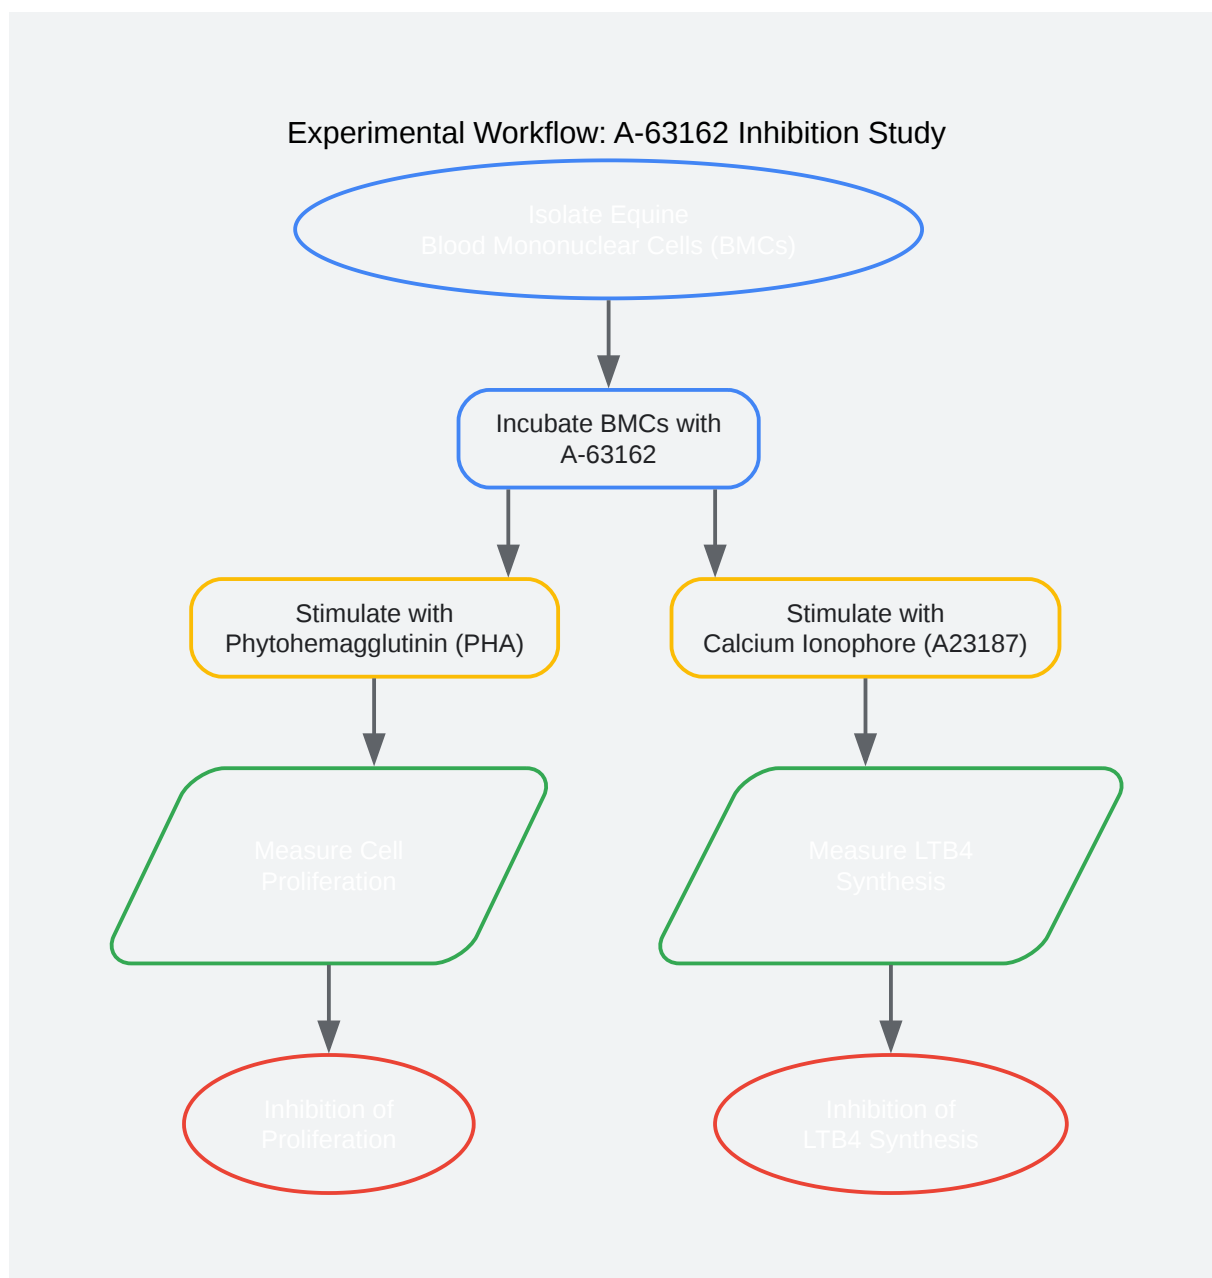 Experimental Workflow: A-63162 Inhibition Study
Isolate Equine
Blood Mononuclear Cells (BMCs)
Incubate BMCs with
A-63162
Stimulate with
Phytohemagglutinin (PHA)
Stimulate with
Calcium Ionophore (A23187)
Measure Cell
Proliferation
Measure LTB4
Synthesis
Inhibition of
Proliferation
Inhibition of
LTB4 Synthesis